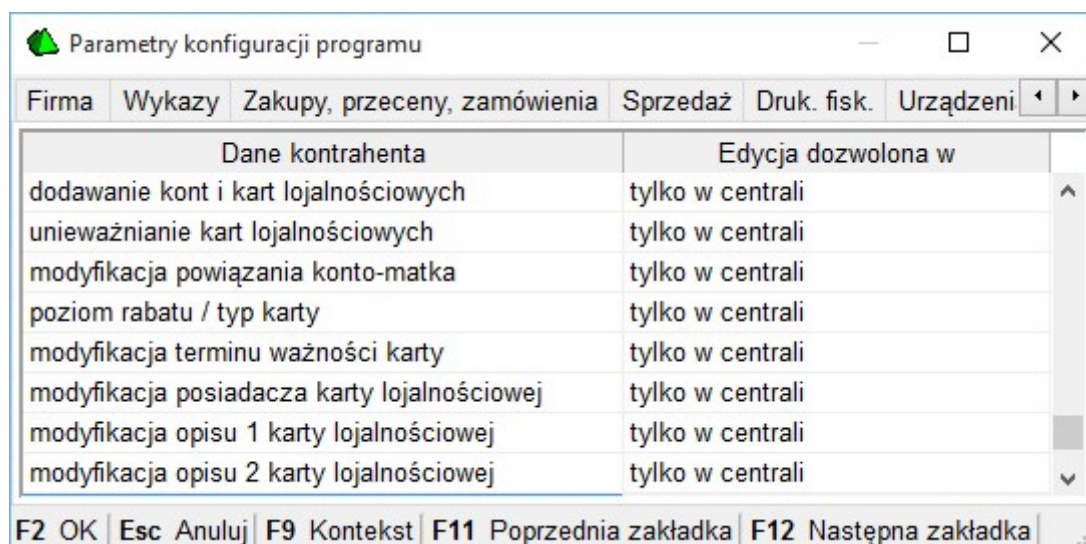 Parametry konfiguracji programu
Firma Wykazy Zakupy, przeceny, zamówienia Sprzedaż Druk. fisk. Urządzeni
Dane kontrahenta Edycja dozwolona w
dodawanie kont i kart lojalnościowych tylko w centrali
unieważnianie kart lojalnościowych tylko w centrali
modyfikacja powiązania konto-matka tylko w centrali
poziom rabatu / typ karty tylko w centrali
modyfikacja terminu ważności karty tylko w centrali
modyfikacja posiadacza karty lojalnościowej tylko w centrali
modyfikacja opisu 1 karty lojalnościowej tylko w centrali
modyfikacja opisu 2 karty lojalnościowej tylko w centrali
F2 OK Esc Anuluj F9 Kontekst F11 Poprzednia zakładka F12 Następna zakładka